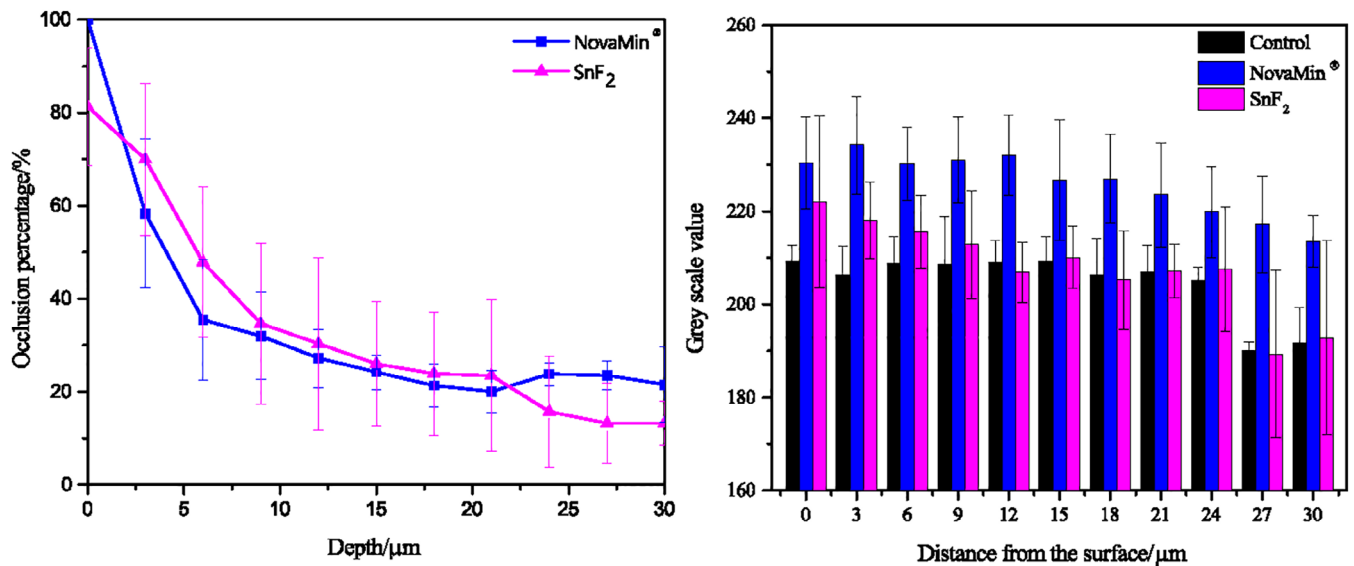 100
80
60
40
20
0
Occlusion percentage/%
NovaMin®
SnF2
0 5 10 15 20 25 30
Depth/μm
260
240
220
200
180
160
Grey scale value
Control
NovaMin®
SnF2
0 3 6 9 12 15 18 21 24 27 30
Distance from the surface/μm